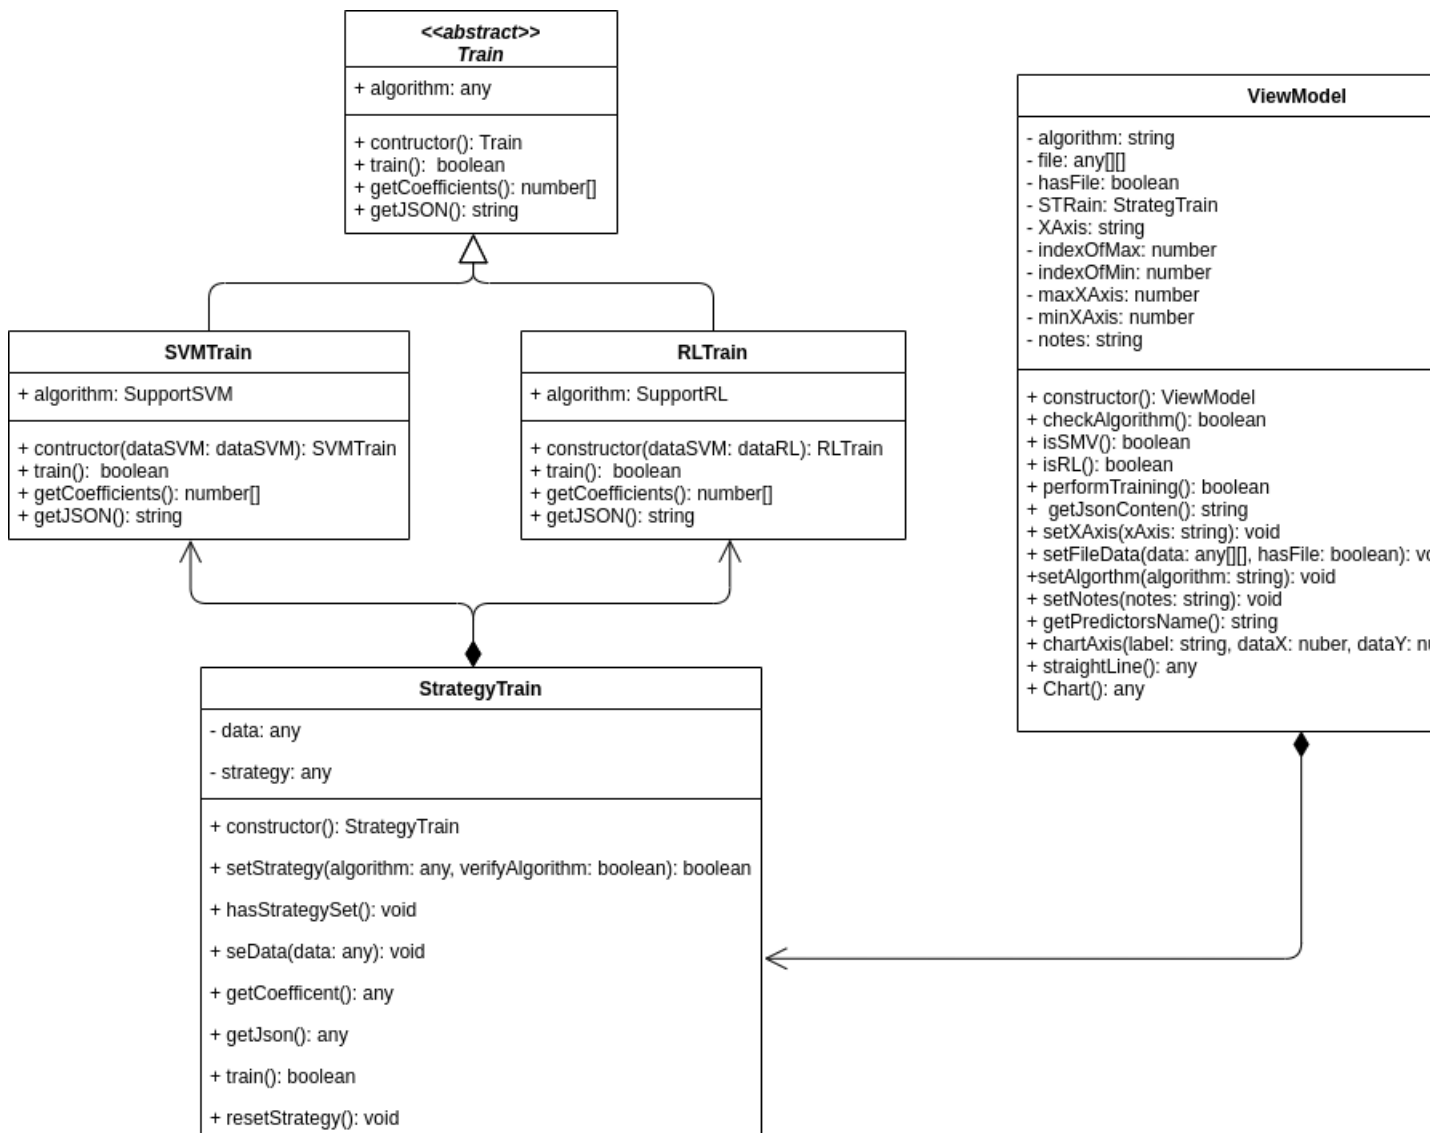 <<abstract>>
Train
+ algorithm: any
+ contructor(): Train
+ train(): boolean
+ getCoefficients(): number[]
+ getJSON(): string
ViewModel
- algorithm: string
- file: any[][]
- hasFile: boolean
- STRain: StrategTrain
- XAxis: string
- indexOfMax: number
- indexOfMin: number
- maxXAxis: number
- minXAxis: number
- notes: string
+ constructor(): ViewModel
+ checkAlgorithm(): boolean
+ isSMV(): boolean
+ isRL(): boolean
+ performTraining(): boolean
+ getJsonConten(): string
+ setXAxis(xAxis: string): void
+ setFileData(data: any[][], hasFile: boolean):
+setAlgorthm(algorithm: string): void
+ setNotes(notes: string): void
+ getPredictorsName(): string
+ chartAxis(label: string, dataX: nuber, dataY:
+ straightLine(): any
+ Chart(): any
SVMTrain
+ algorithm: SupportSVM
+ contructor(dataSVM: dataSVM): SVMTrain
+ train(): boolean
+ getCoefficients(): number[]
+ getJSON(): string
RLTrain
+ algorithm: SupportRL
+ constructor(dataSVM: dataRL): RLTrain
+ train(): boolean
+ getCoefficients(): number[]
+ getJSON(): string
StrategyTrain
- data: any
- strategy: any
+ constructor(): StrategyTrain
+ setStrategy(algorithm: any, verifyAlgorithm: boolean): boolean
+ hasStrategySet(): void
+ seData(data: any): void
+ getCoefficent(): any
+ getJson(): any
+ train(): boolean
+ resetStrategy(): void